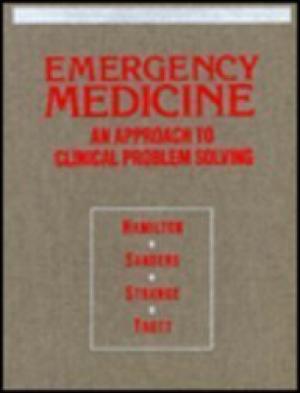 EMERGENCY
MEDICINE
AN APPROACH TO
CLINICAL PROBLEM SOLVING
HAMILTON
SANDERS
STRANGE
TROTT